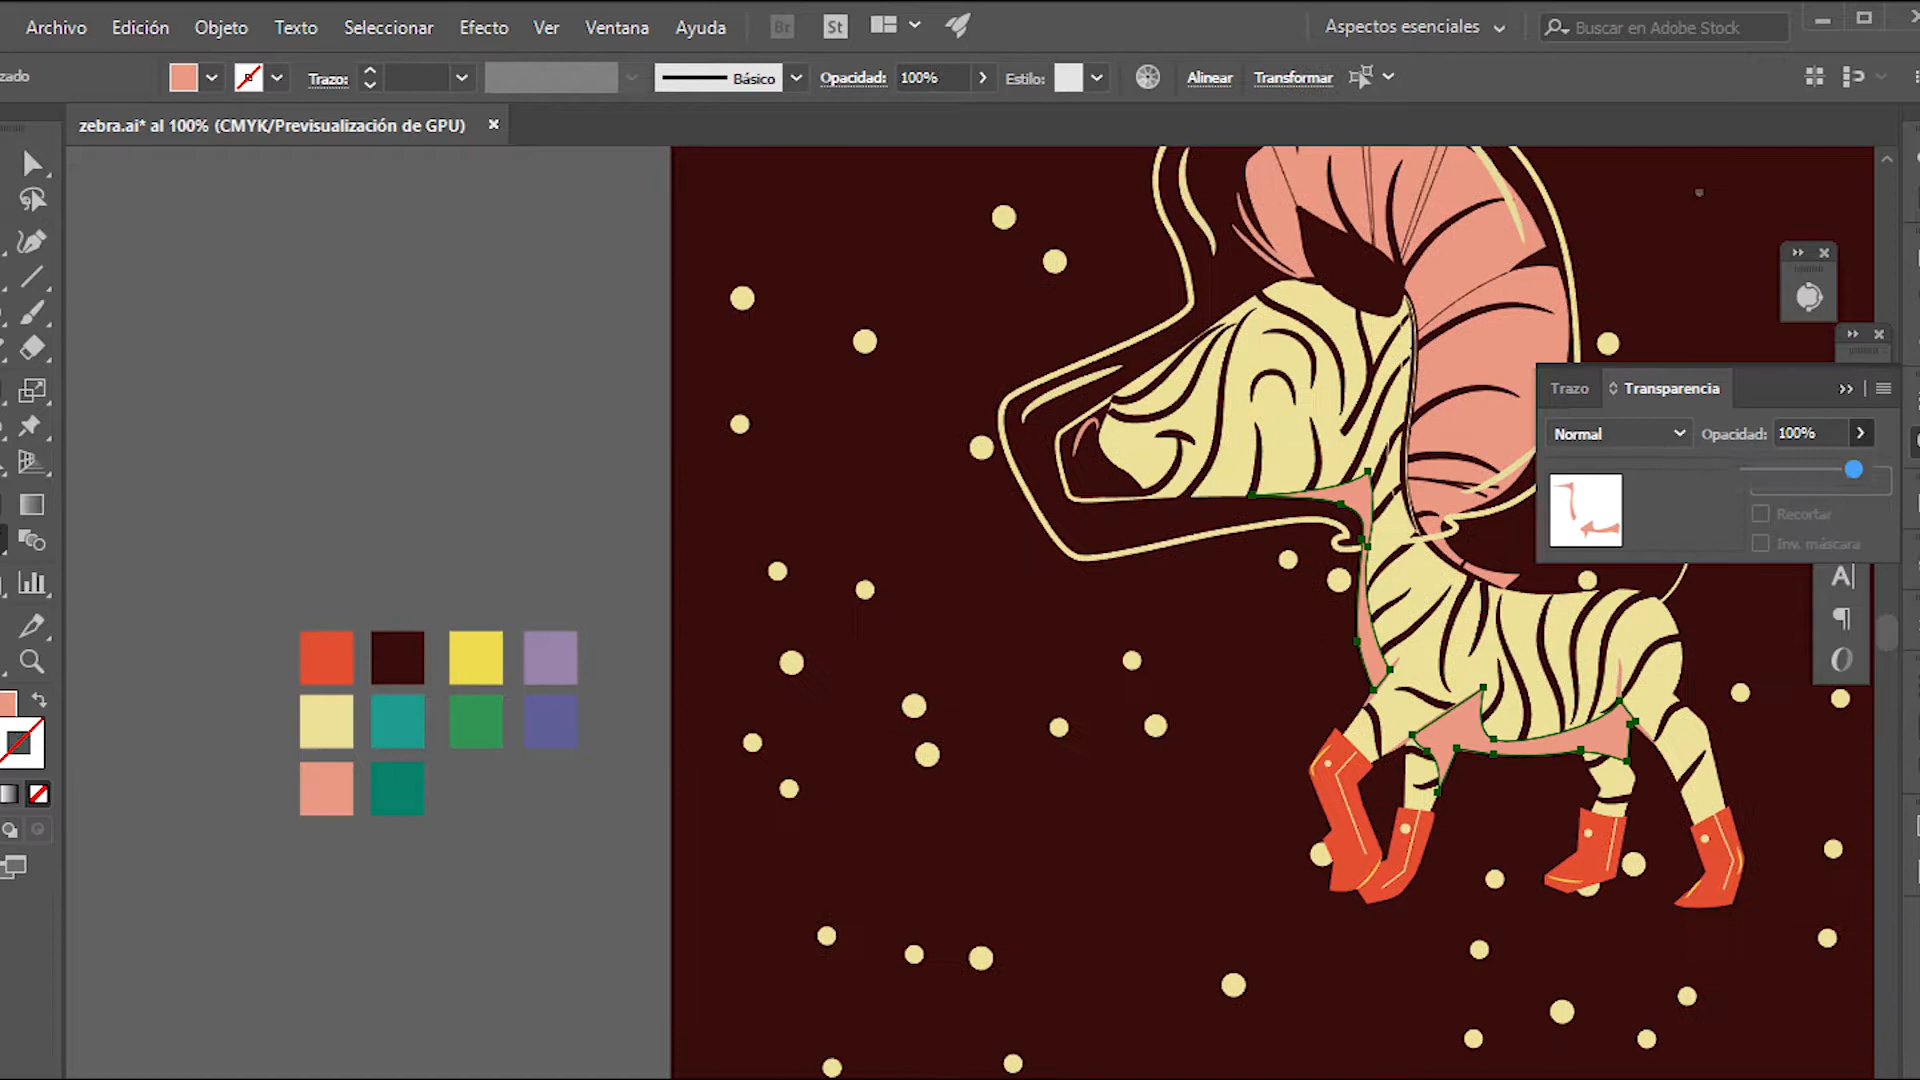 Archivo Edición Objeto Texto Seleccionar Efecto Ver Ventana Ayuda Br St Aspectos esenciales Buscar en Adobe Stock
zado Trazo: Básico Opacidad: 100% Estilo: Alinear Transformar
zebra.ai* al 100% (CMYK/Previsualización de GPU)
Trazo Transparencia
Normal Opacidad: 100%
Recortar
Inv. máscara